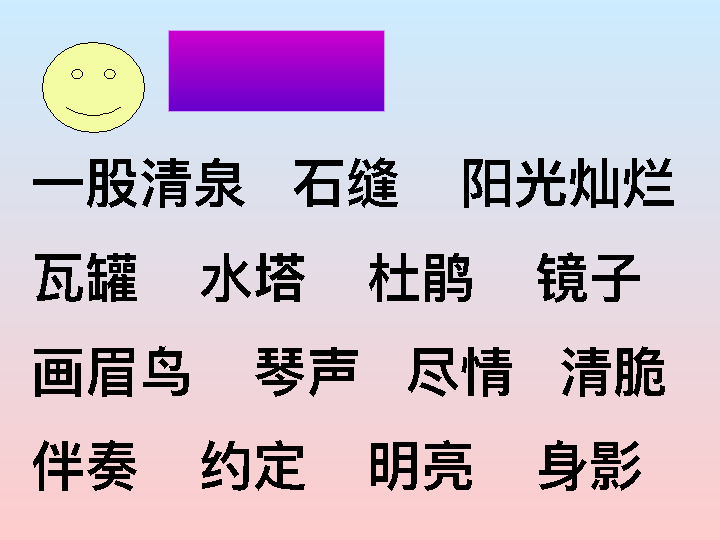 一股清泉 石缝 阳光灿烂
瓦罐 水塔 杜鹃 镜子
画眉鸟 琴声 尽情 清脆
伴奏 约定 明亮 身影